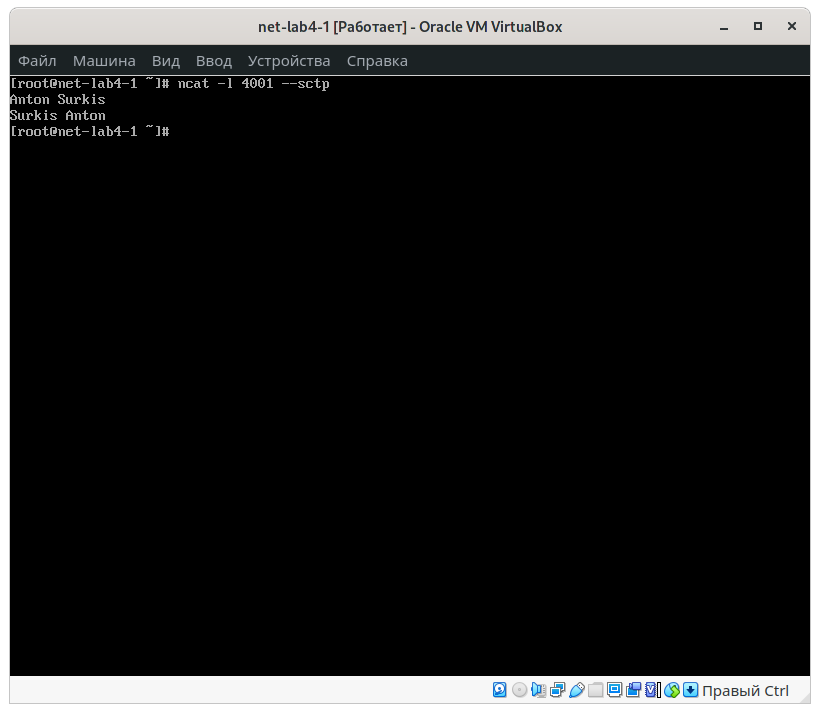 net-lab4-1 [Работает] - Oracle VM VirtualBox
Файл Машина Вид Ввод Устройства Справка
[root@net-lab4-1 ~]# ncat -l 4001 --sctp
Anton Surkis
Surkis Anton
[root@net-lab4-1 ~]#
Правый Ctrl